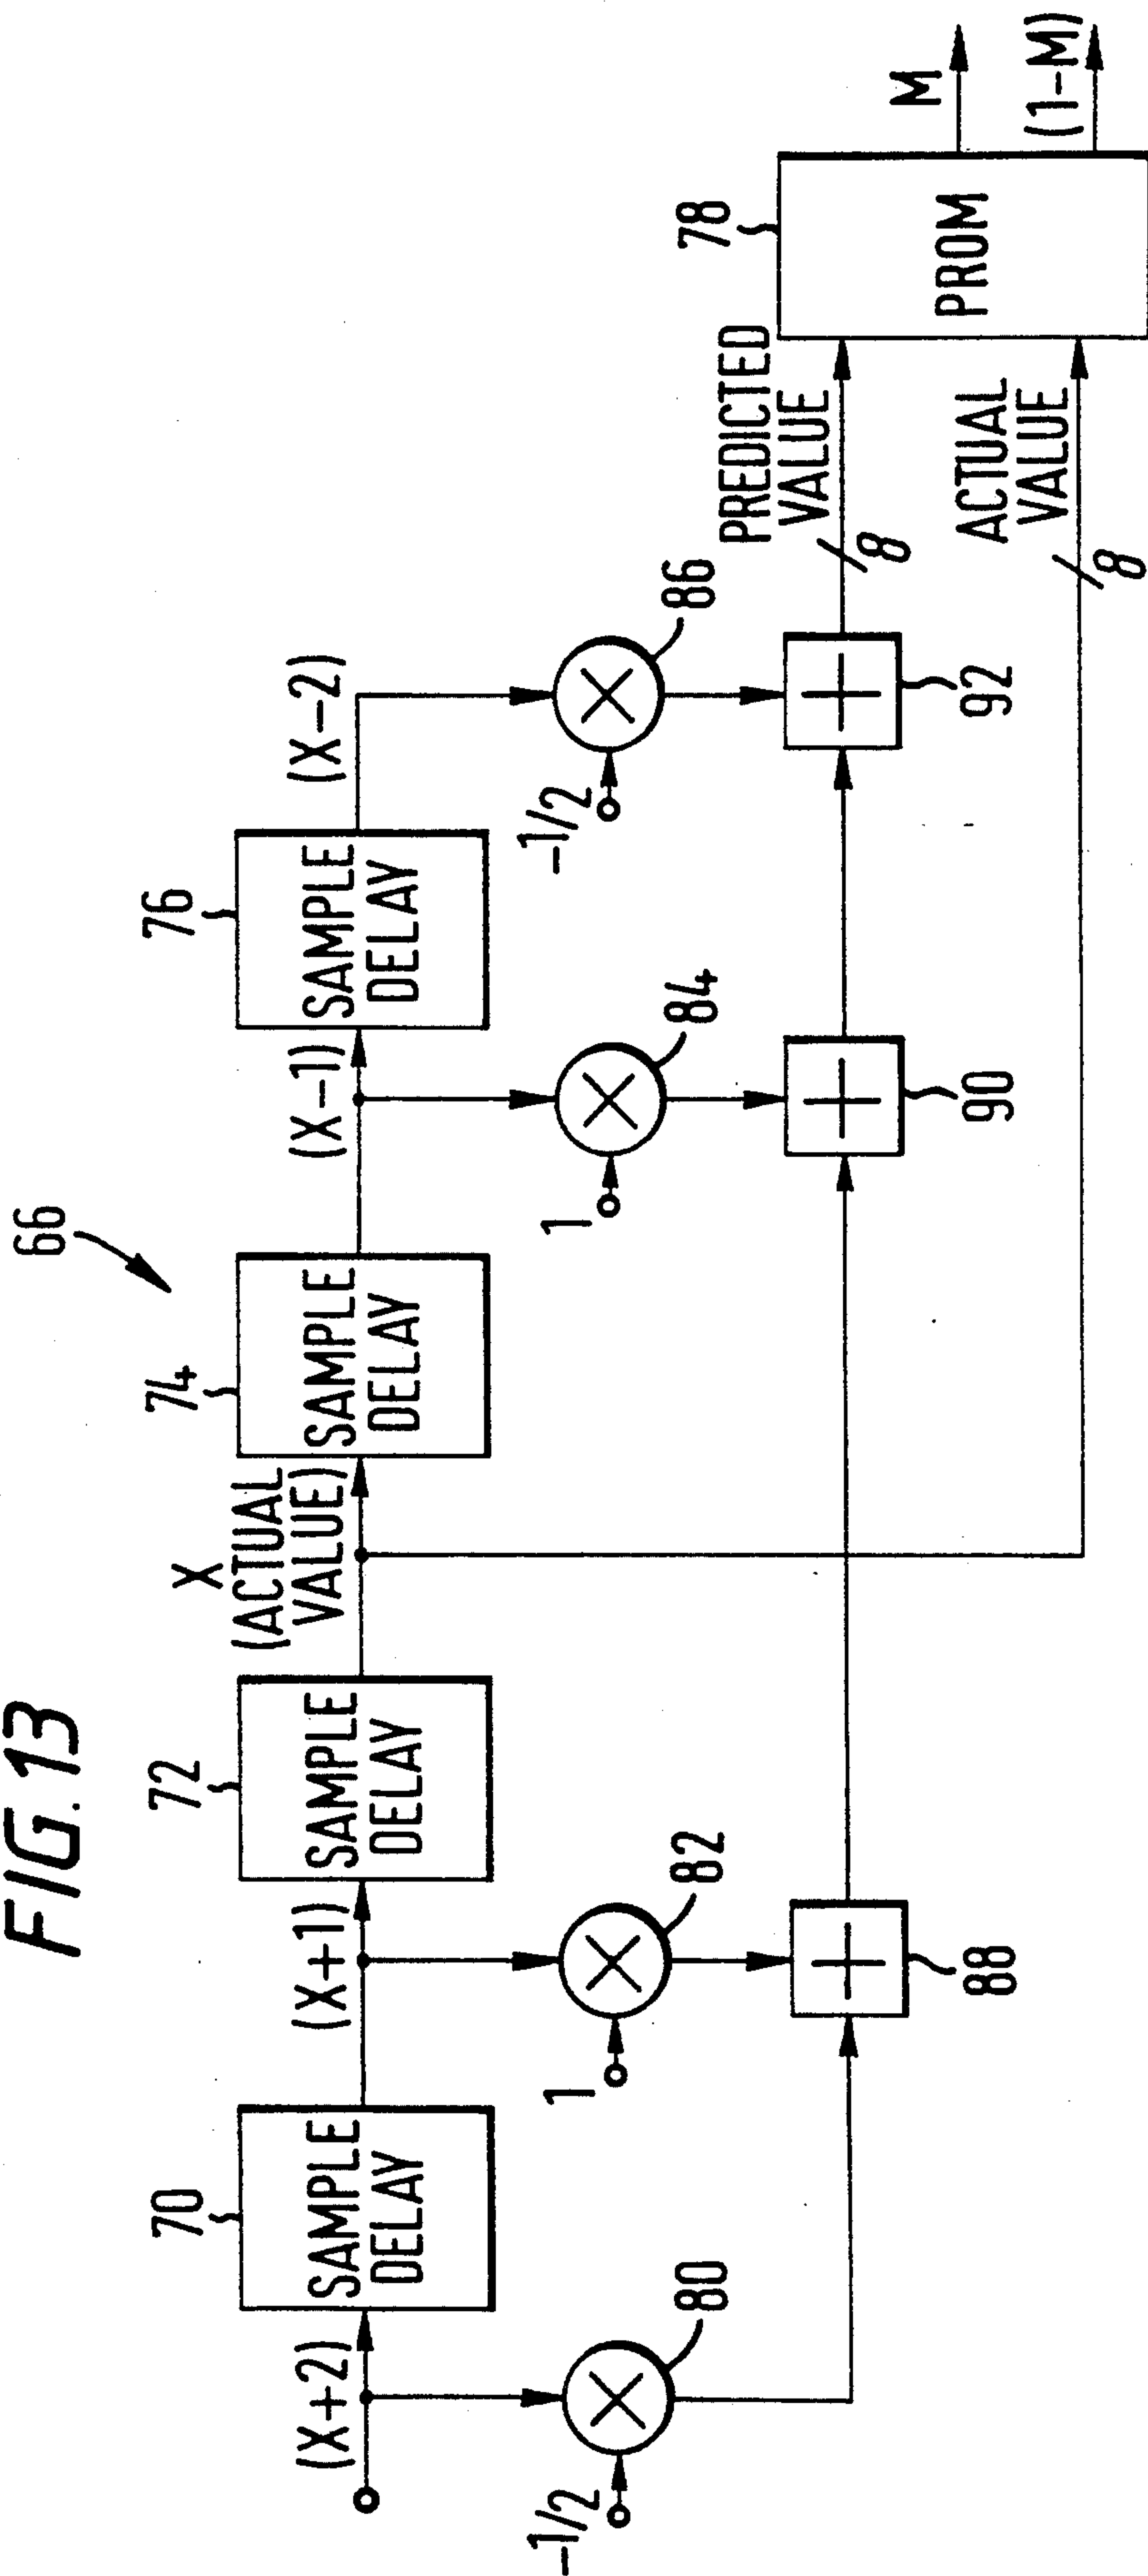 FIG. 13
66
70
72
74
76
(X+2)
(X+1)
X
(ACTUAL
VALUE)
(X−1)
(X−2)
SAMPLE
DELAY
SAMPLE
DELAY
SAMPLE
DELAY
SAMPLE
DELAY
−1/2
80
1
82
1
84
−1/2
86
88
90
92
PREDICTED
VALUE
8
ACTUAL
VALUE
8
78
PROM
M
(1−M)